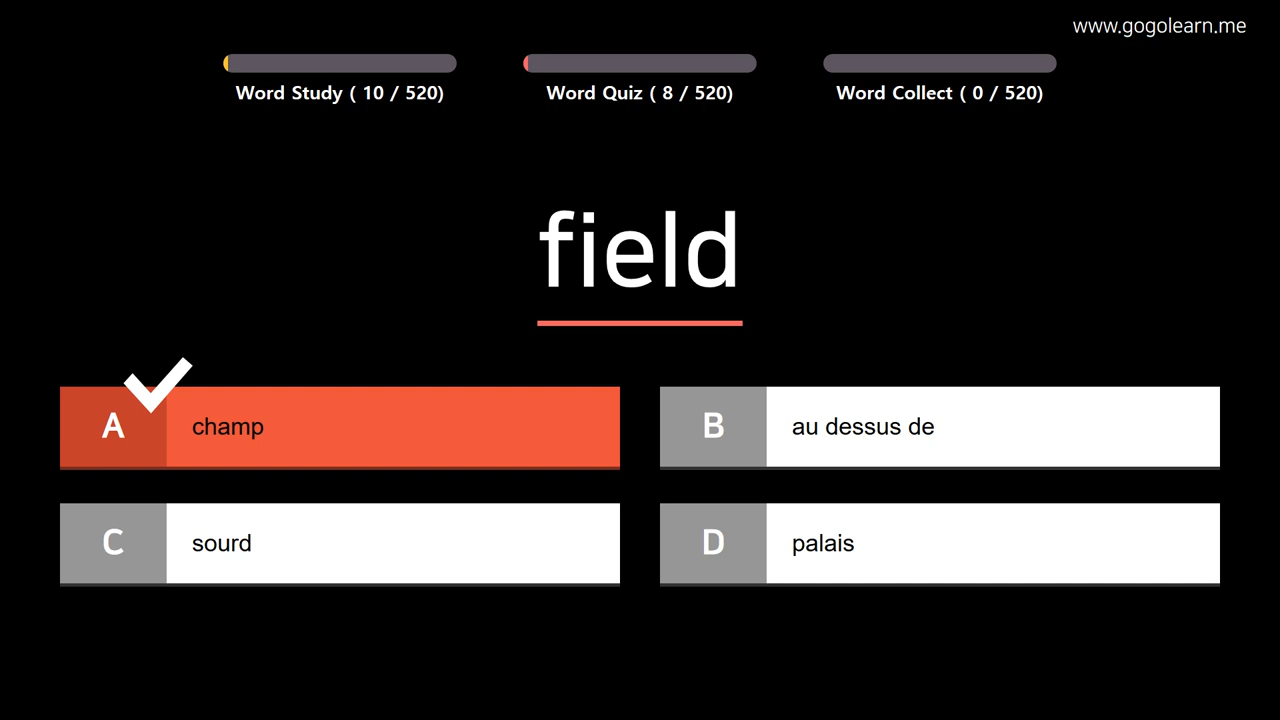 www.gogolearn.me
Word Study ( 10 / 520)
Word Quiz ( 8 / 520)
Word Collect ( 0 / 520)
field
A champ
B au dessus de
C sourd
D palais